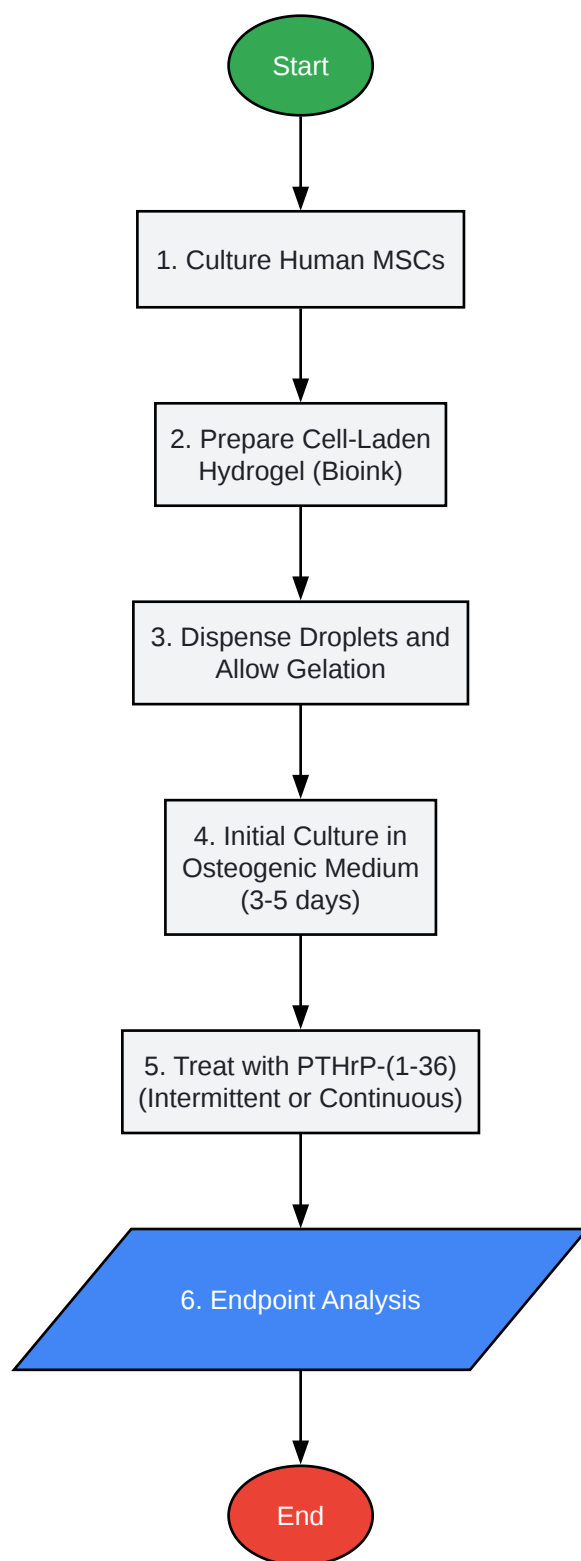 Start
1. Culture Human MSCs
2. Prepare Cell-Laden
Hydrogel (Bioink)
3. Dispense Droplets and
Allow Gelation
4. Initial Culture in
Osteogenic Medium
(3-5 days)
5. Treat with PTHrP-(1-36)
(Intermittent or Continuous)
6. Endpoint Analysis
End